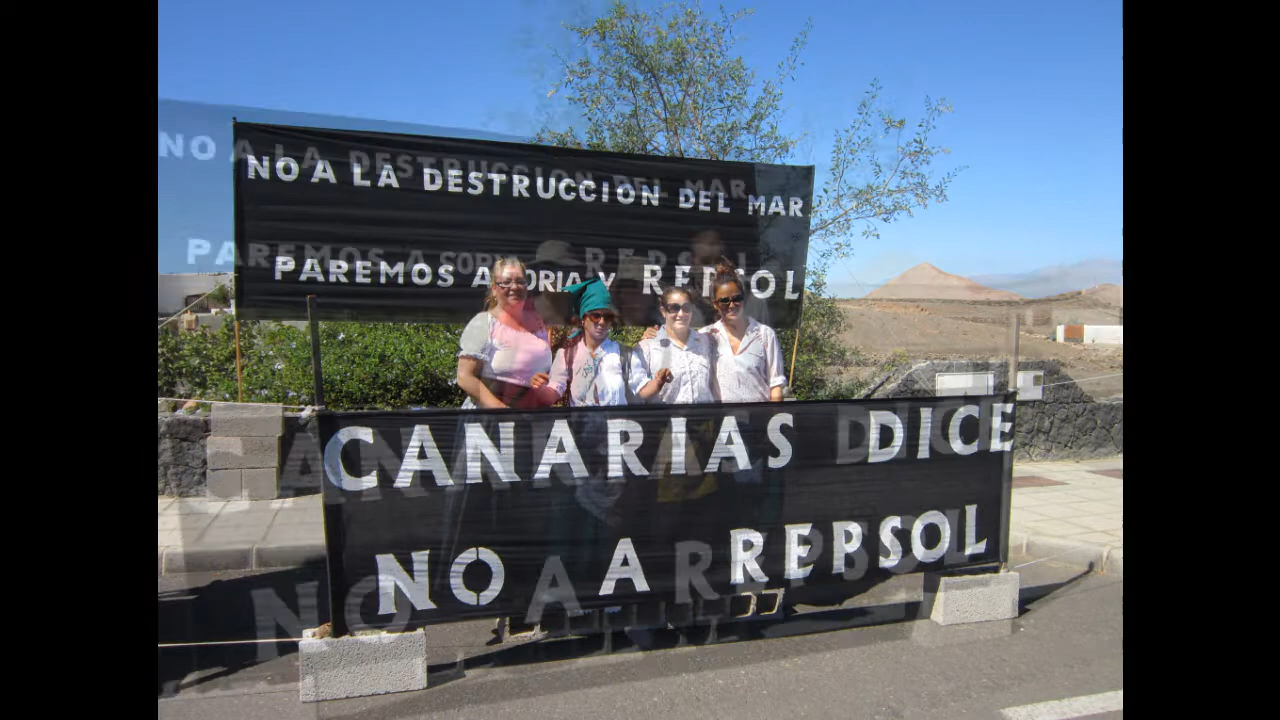 NO A LA DESTRUCCION DEL MAR
PAREMOS A SORIA Y REPSOL
CANARIAS DICE
NO A REPSOL